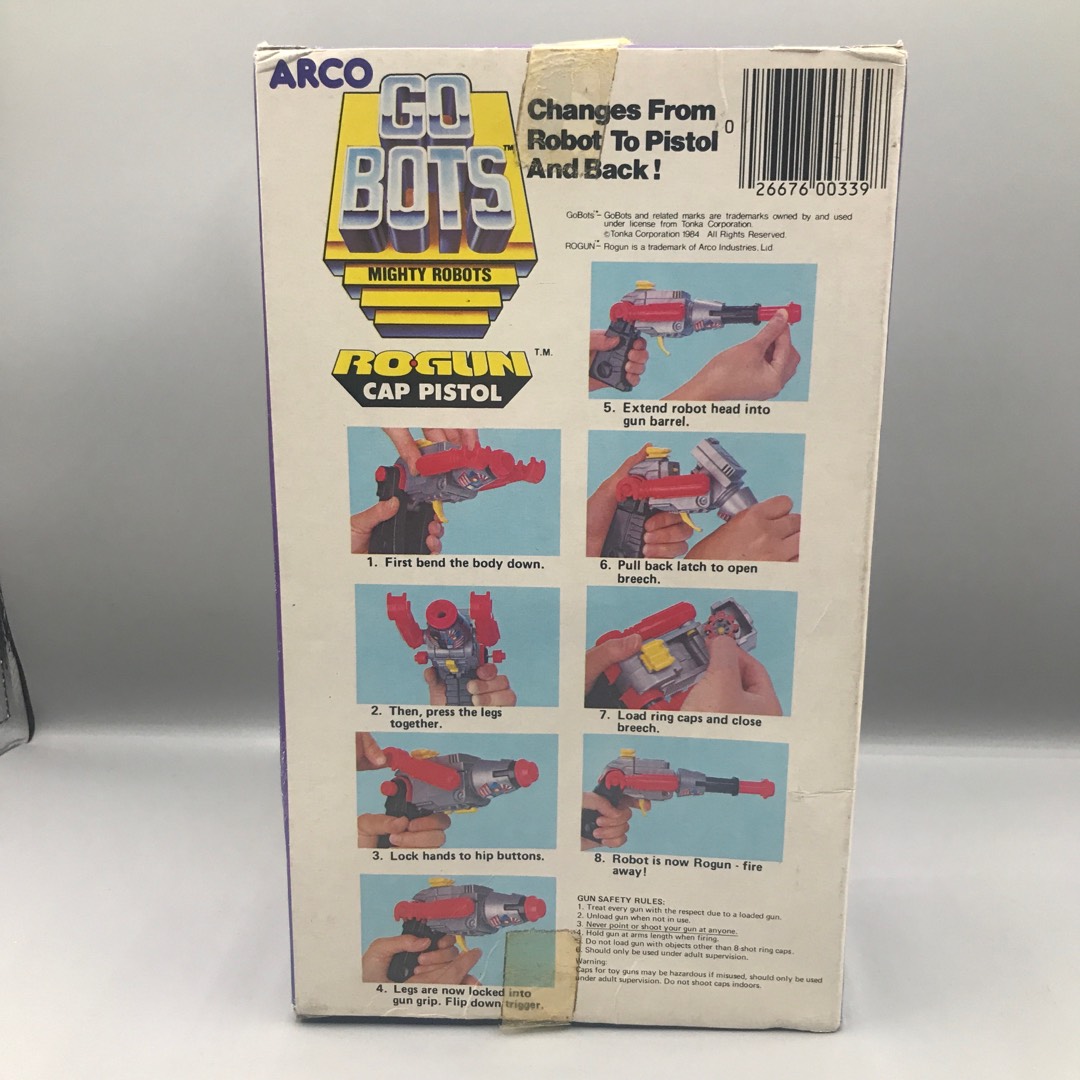 ARCO
GO
BOTS™
MIGHTY ROBOTS
RO·GUN T.M.
CAP PISTOL
Changes From
Robot To Pistol
And Back!
0 26676 00339
GoBots™- GoBots and related marks are trademarks owned by and used
under license from Tonka Corporation.
©Tonka Corporation 1984 All Rights Reserved.
ROGUN™- Rogun is a trademark of Arco Industries, Ltd.
1. First bend the body down.
2. Then, press the legs
together.
3. Lock hands to hip buttons.
4. Legs are now locked into
gun grip. Flip down trigger.
5. Extend robot head into
gun barrel.
6. Pull back latch to open
breech.
7. Load ring caps and close
breech.
8. Robot is now Rogun - fire
away!
GUN SAFETY RULES:
1. Treat every gun with the respect due to a loaded gun.
2. Unload gun when not in use.
3. Never point or shoot your gun at anyone.
4. Hold gun at arms length when firing.
5. Do not load gun with objects other than 8-shot ring caps.
6. Should only be used under adult supervision.
Warning:
Caps for toy guns may be hazardous if misused, should only be used
under adult supervision. Do not shoot caps indoors.